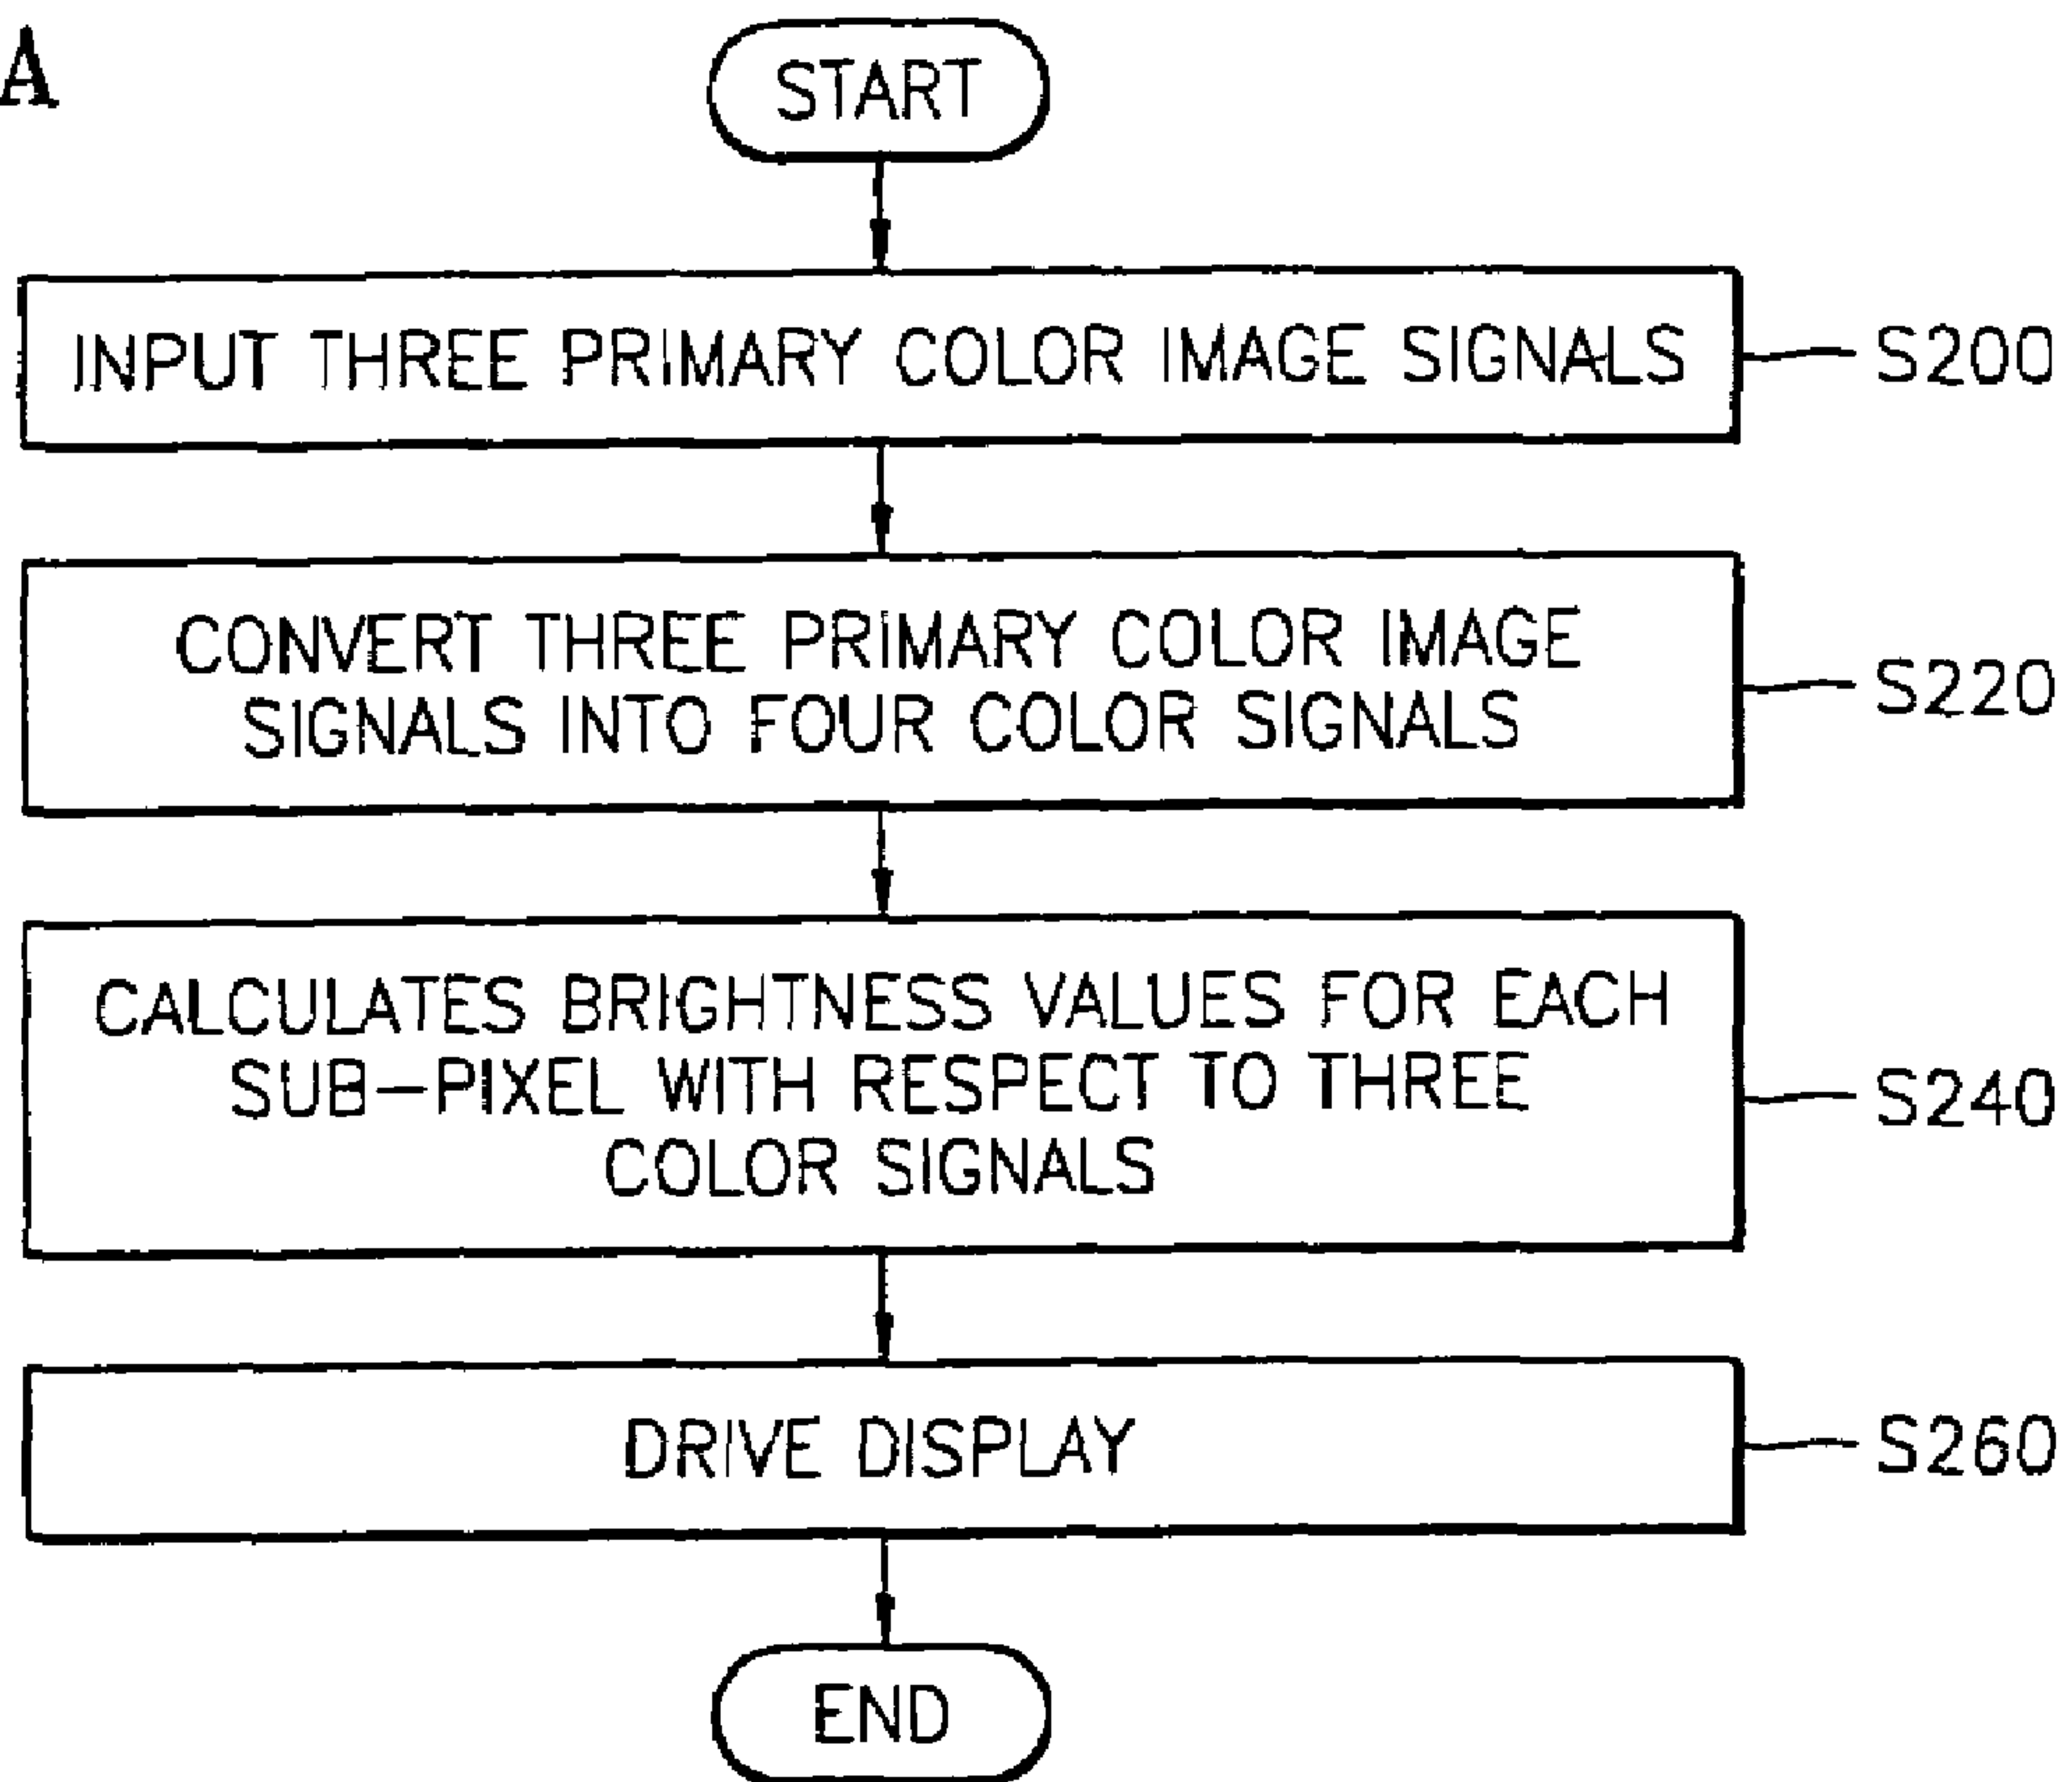 A
START
INPUT THREE PRIMARY COLOR IMAGE SIGNALS
S200
CONVERT THREE PRIMARY COLOR IMAGE
SIGNALS INTO FOUR COLOR SIGNALS
S220
CALCULATES BRIGHTNESS VALUES FOR EACH
SUB-PIXEL WITH RESPECT TO THREE
COLOR SIGNALS
S240
DRIVE DISPLAY
S260
END